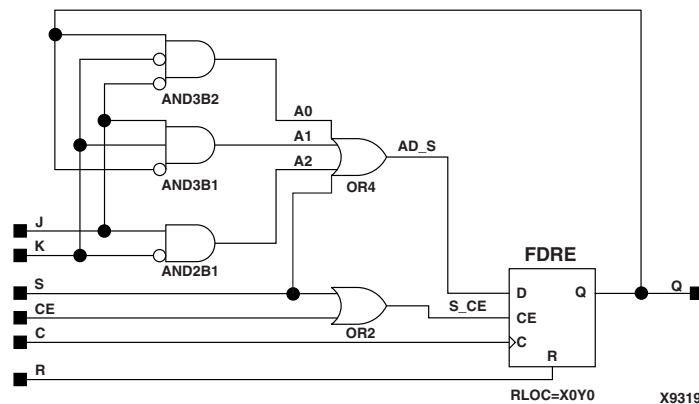 AND3B2
A0
A1
AD_S
A2
AND3B1
OR4
J
K
AND2B1
FDRE
S
D
Q
Q
CE
S_CE
CE
OR2
C
C
R
R
RLOC=X0Y0
X9319